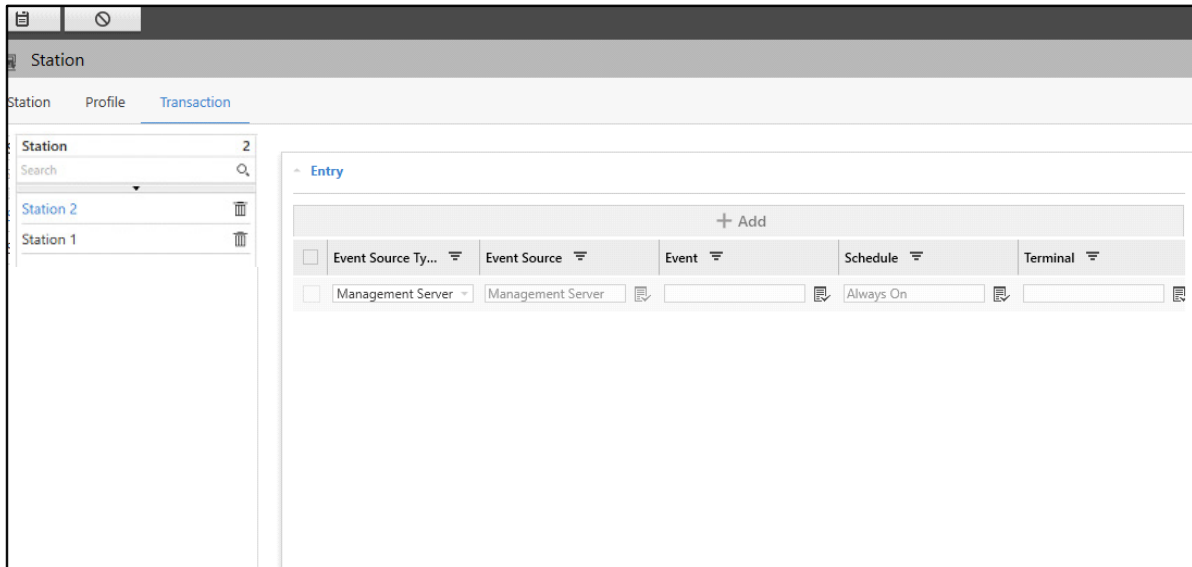 Station
Station Profile Transaction
Station 2
Search
Station 2
Station 1
Entry
+ Add
Event Source Ty... Event Source Event Schedule Terminal
Management Server Management Server Always On